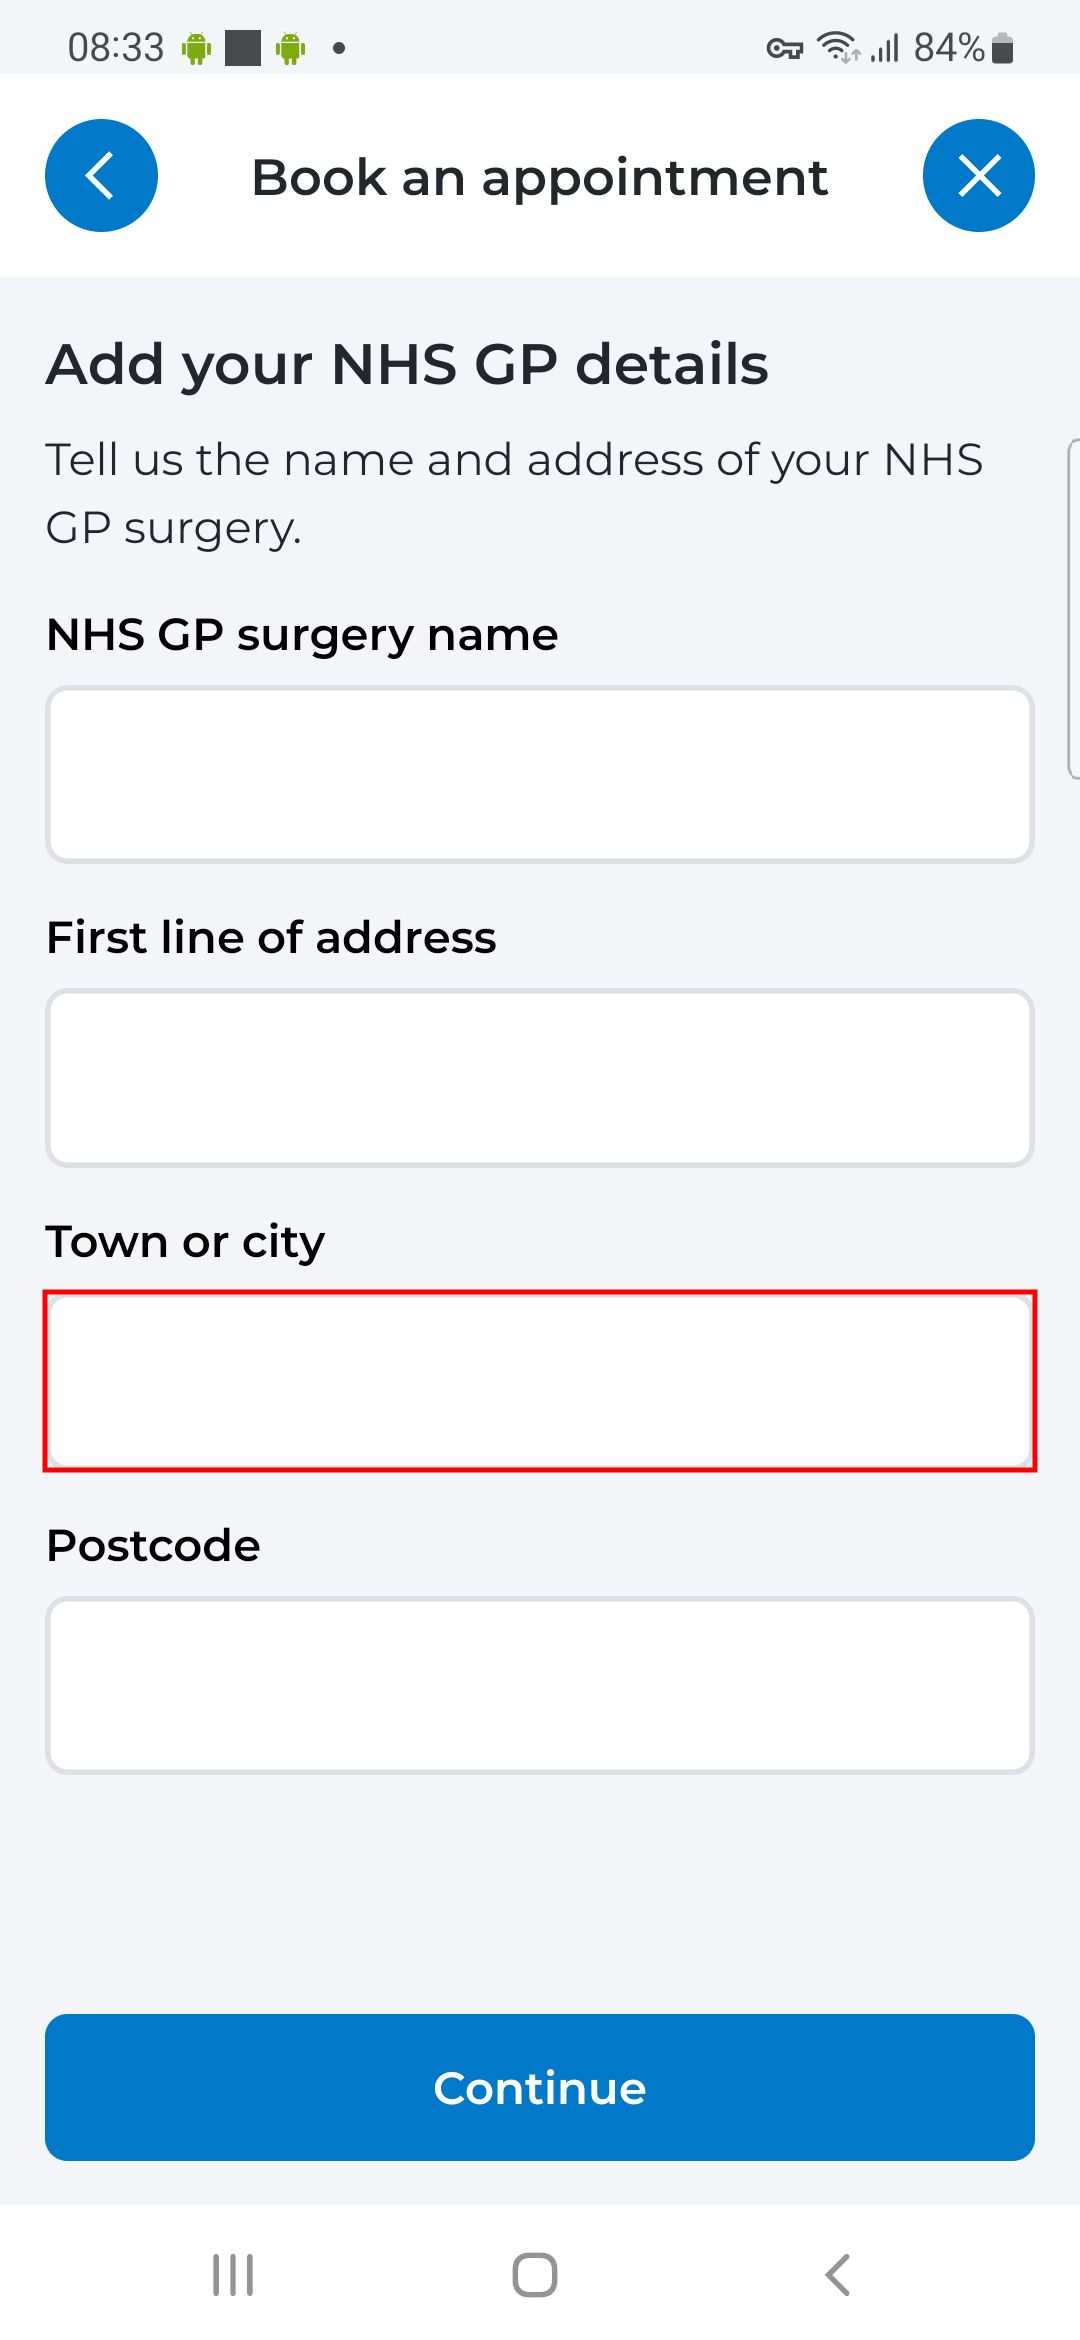 08:33 84%
Book an appointment
Add your NHS GP details
Tell us the name and address of your NHS
GP surgery.
NHS GP surgery name
First line of address
Town or city
Postcode
Continue